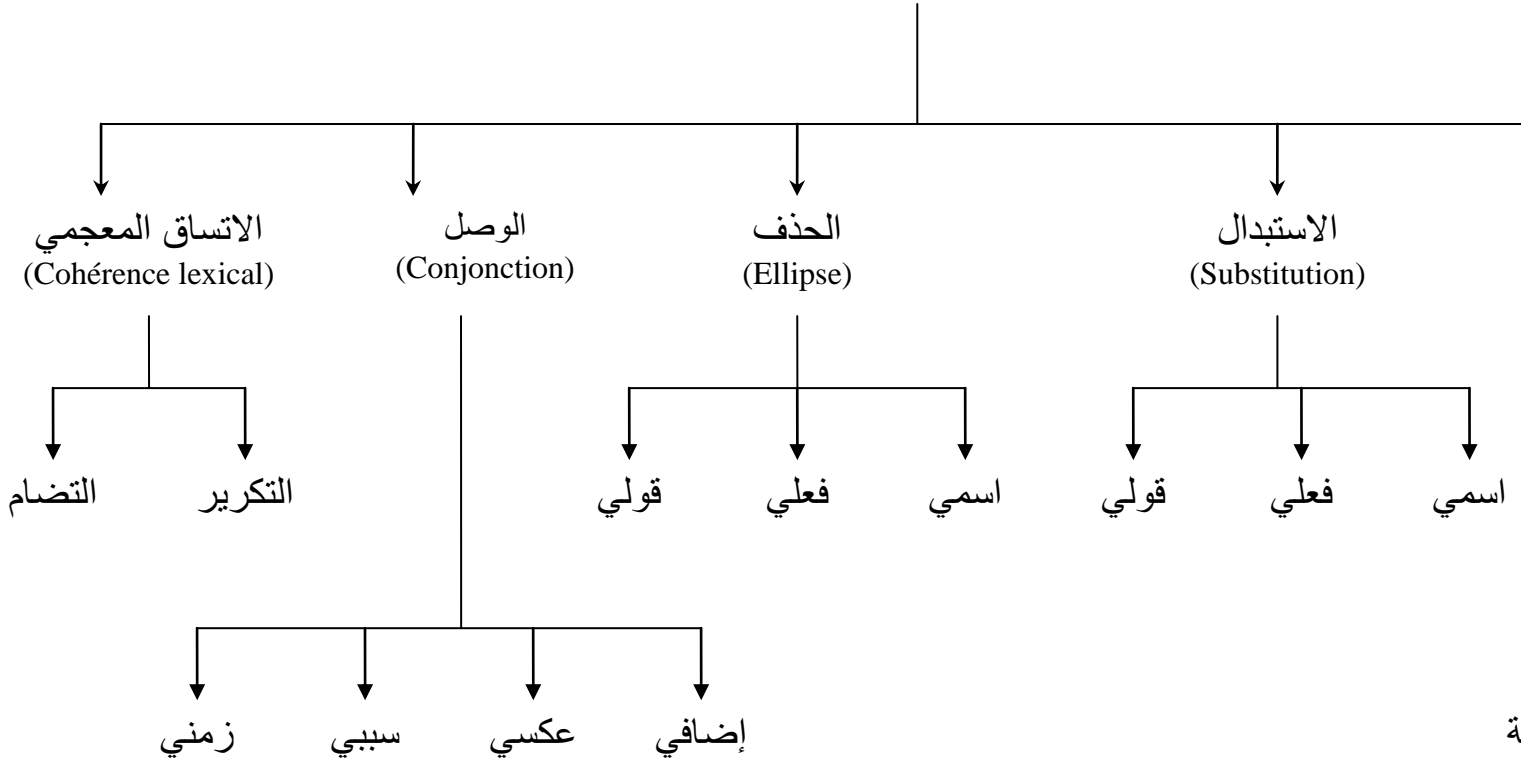 الاستبدال
(Substitution)
الحذف
(Ellipse)
الوصل
(Conjonction)
الاتساق المعجمي
(Cohérence lexical)
اسمي
فعلي
قولي
اسمي
فعلي
قولي
التكرير
التضام
إضافي
عكسي
سببي
زمني